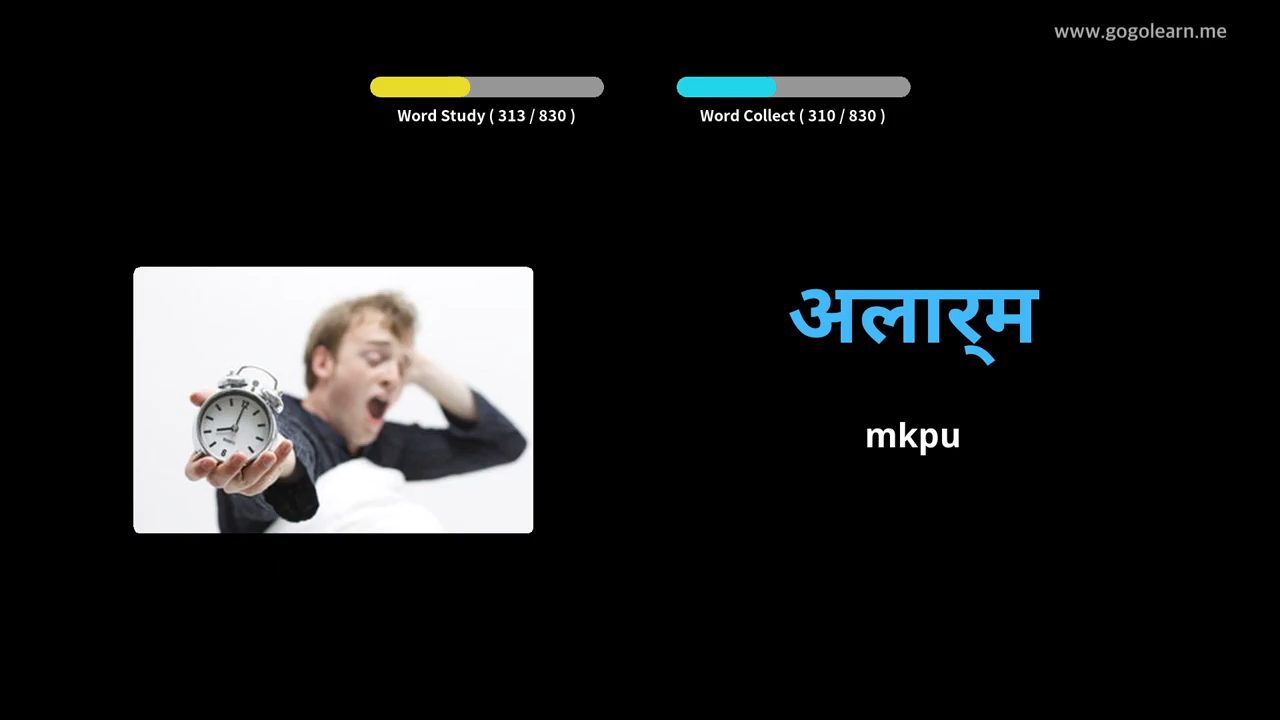 www.gogolearn.me
Word Study ( 313 / 830 )
Word Collect ( 310 / 830 )
अलार्‌म
mkpu